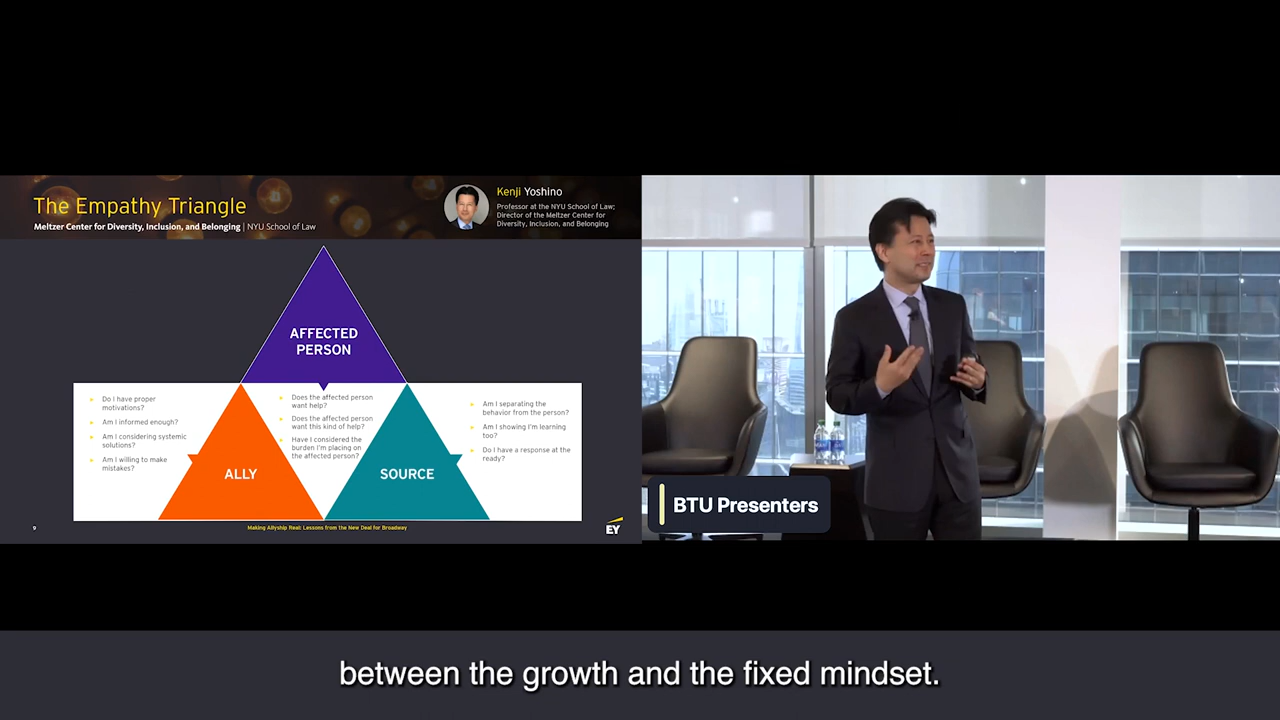 The Empathy Triangle
Meltzer Center for Diversity, Inclusion, and Belonging | NYU School of Law
Kenji Yoshino
Professor at the NYU School of Law;
Director of the Meltzer Center for
Diversity, Inclusion, and Belonging
AFFECTED
PERSON
Do I have proper
motivations?
Am I informed enough?
Am I considering systemic
solutions?
Am I willing to make
mistakes?
ALLY
Does the affected person
want help?
Does the affected person
want this kind of help?
Have I considered the
burden I'm placing on
the affected person?
SOURCE
Am I separating the
behavior from the person?
Am I showing I'm learning
too?
Do I have a response at the
ready?
9
Making Allyship Real: Lessons from the New Deal for Broadway
EY
BTU Presenters
between the growth and the fixed mindset.